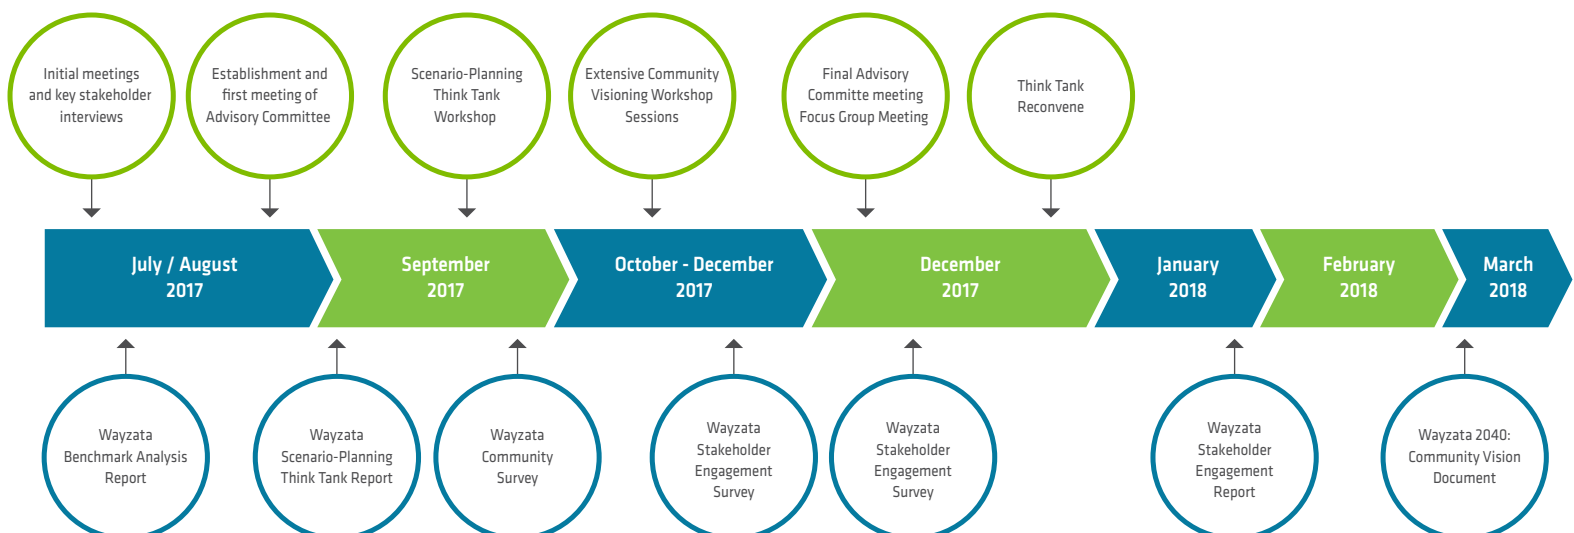 Initial meetings
and key stakeholder
interviews
Establishment and
first meeting of
Advisory Committee
Scenario-Planning
Think Tank
Workshop
Extensive Community
Visioning Workshop
Sessions
Final Advisory
Committe meeting
Focus Group Meeting
Think Tank
Reconvene
July / August
2017
September
2017
October - December
2017
December
2017
January
2018
February
2018
March
2018
Wayzata
Benchmark Analysis
Report
Wayzata
Scenario-Planning
Think Tank Report
Wayzata
Community
Survey
Wayzata
Stakeholder
Engagement
Survey
Wayzata
Stakeholder
Engagement
Survey
Wayzata
Stakeholder
Engagement
Report
Wayzata 2040:
Community Vision
Document